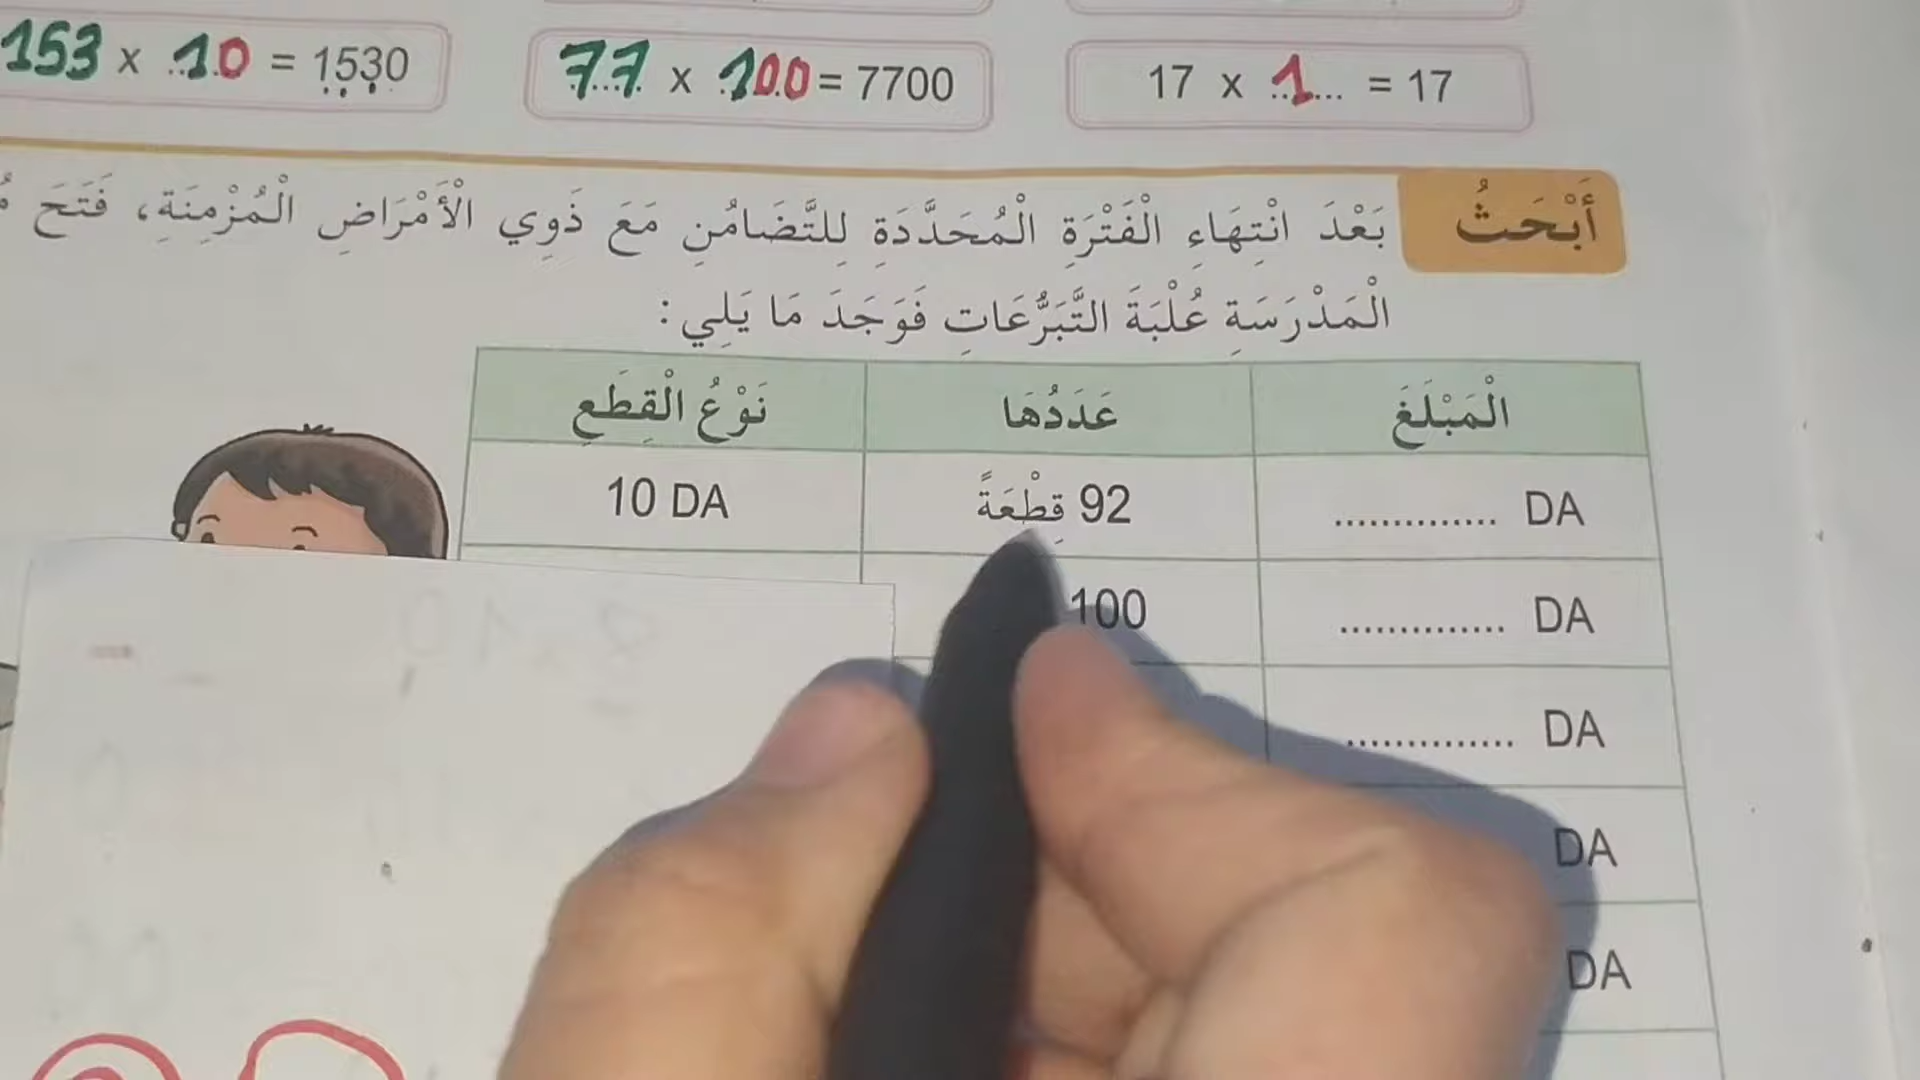 153 x 10 = 1530
77 x 100 = 7700
17 x 1 = 17
أَبْحَثُ
بَعْدَ انْتِهَاءِ الْفَتْرَةِ الْمُحَدَّدَةِ لِلتَّضَامُنِ مَعَ ذَوِي الْأَمْرَاضِ الْمُزْمِنَةِ، فَتَحَ
الْمَدْرَسَةِ عُلْبَةَ التَّبَرُّعَاتِ فَوَجَدَ مَا يَلِي :
نَوْعُ الْقِطَعِ عَدَدُهَا الْمَبْلَغَ
10 DA 92 قِطْعَةً .............. DA
100 .............. DA
.............. DA
DA
DA